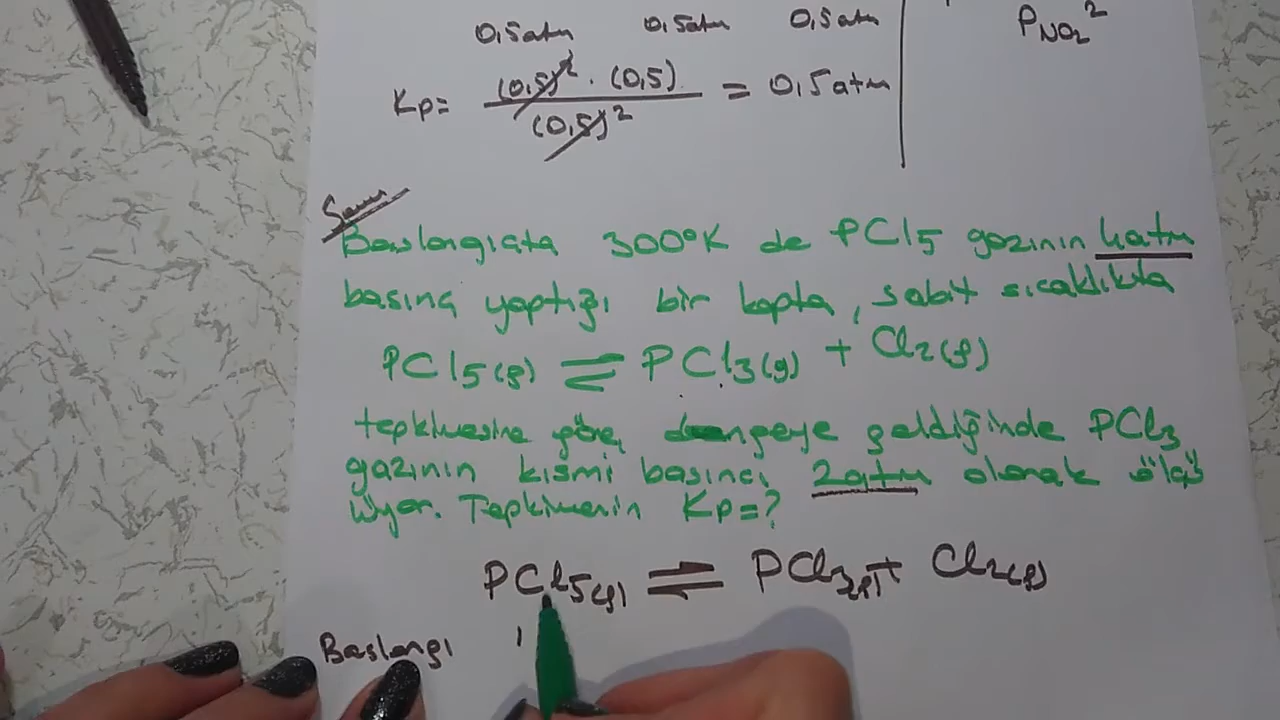 0,5atm 0,5atm 0,5atm
P NO2 2
Kp= (0,5)2 . (0,5) = 0,5atm
(0,5)2
Soru
Başlangıçta 300°K de PCl5 gazının 4atm
basınç yaptığı bir kapta, sabit sıcaklıkta
PCl5(g) ⇌ PCl3(g) + Cl2(g)
tepkimesine göre dengeye geldiğinde PCl3
gazının kısmi basıncı 2atm olarak ölçü
lüyor. Tepkimenin Kp=?
PCl5(g) ⇌ PCl3(g) + Cl2(g)
Başlangı